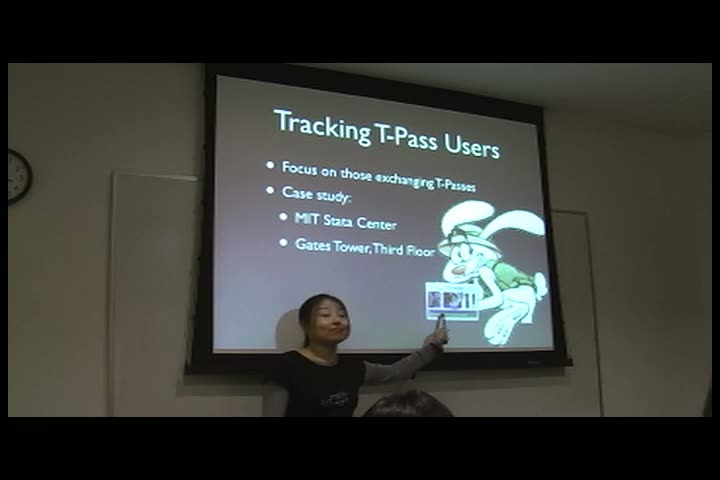 Tracking T-Pass Users
Focus on those exchanging T-Passes
Case study:
MIT Stata Center
Gates Tower, Third Floor